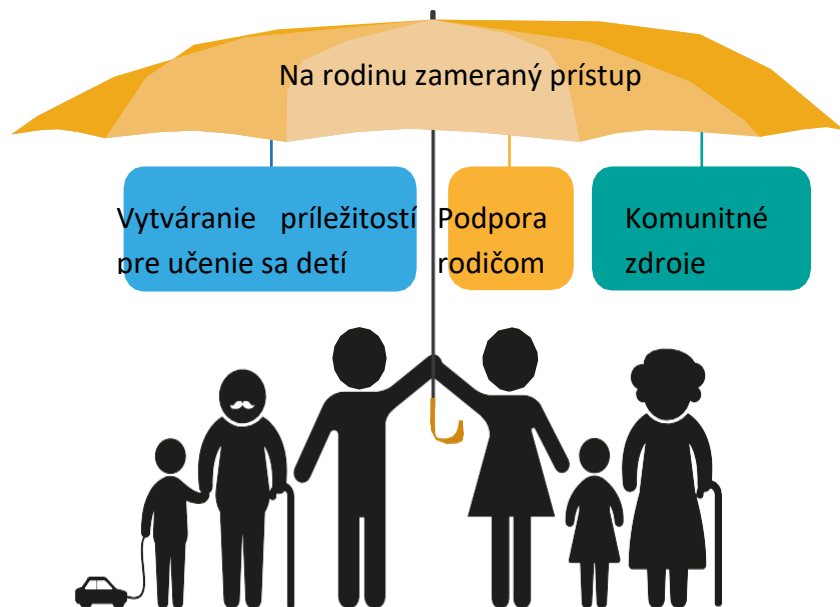 Na rodinu zameraný prístup
Vytváranie príležitostí
pre učenie sa detí
Podpora
rodičom
Komunitné
zdroie